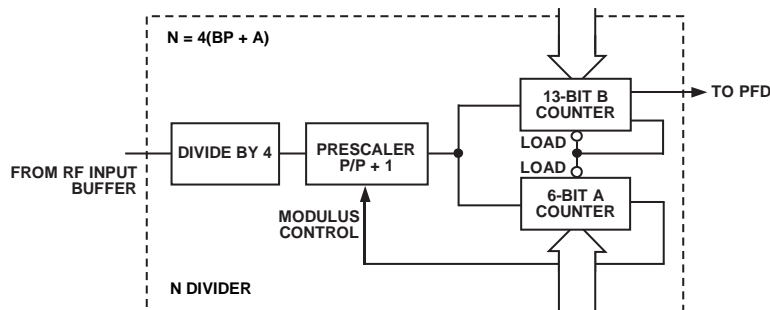 N = 4(BP + A)
13-BIT B
COUNTER
TO PFD
LOAD
DIVIDE BY 4
PRESCALER
P/P + 1
FROM RF INPUT
BUFFER
LOAD
6-BIT A
COUNTER
MODULUS
CONTROL
N DIVIDER